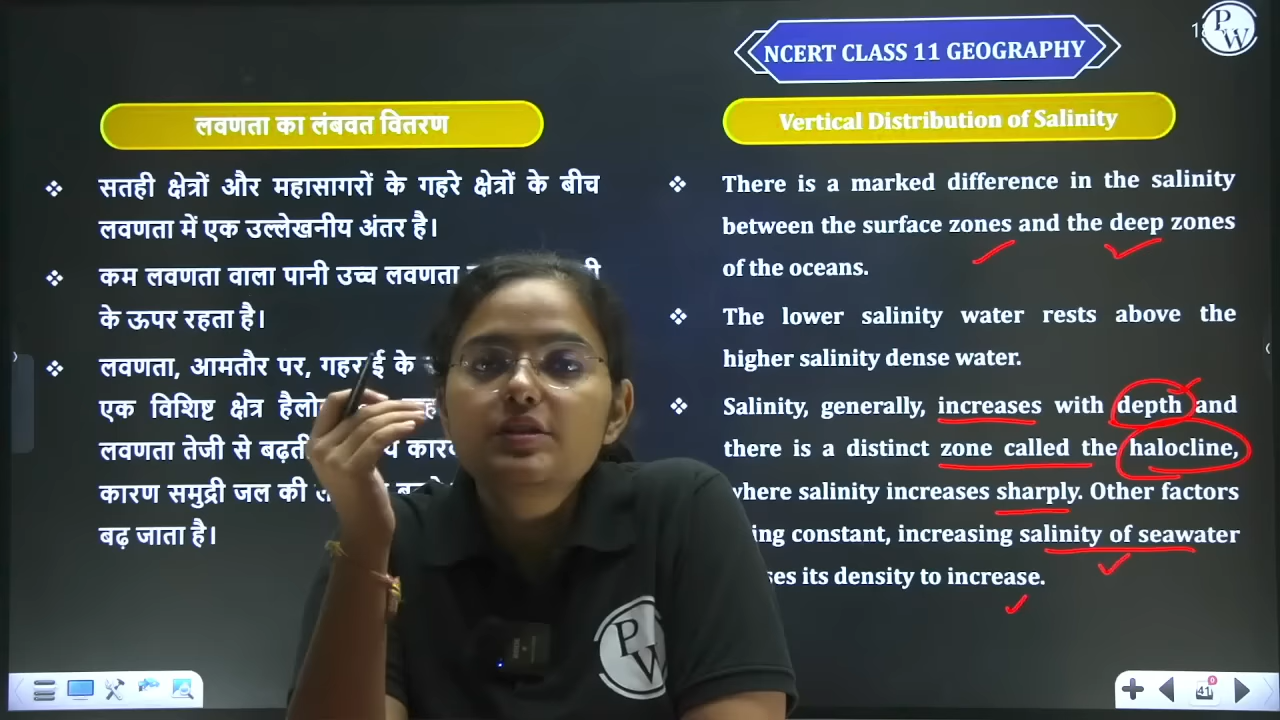 NCERT CLASS 11 GEOGRAPHY
PW
लवणता का लंबवत वितरण
सतही क्षेत्रों और महासागरों के गहरे क्षेत्रों के बीच
लवणता में एक उल्लेखनीय अंतर है।
कम लवणता वाला पानी उच्च लवणता
के ऊपर रहता है।
लवणता, आमतौर पर, गहराई के
एक विशिष्ट क्षेत्र
लवणता तेजी से बढ़ती
कारण समुद्री जल की
बढ़ जाता है।
Vertical Distribution of Salinity
There is a marked difference in the salinity
between the surface zones and the deep zones
of the oceans.
The lower salinity water rests above the
higher salinity dense water.
Salinity, generally, increases with depth and
there is a distinct zone called the halocline,
where salinity increases sharply. Other factors
constant, increasing salinity of seawater
its density to increase.
PW
41
0